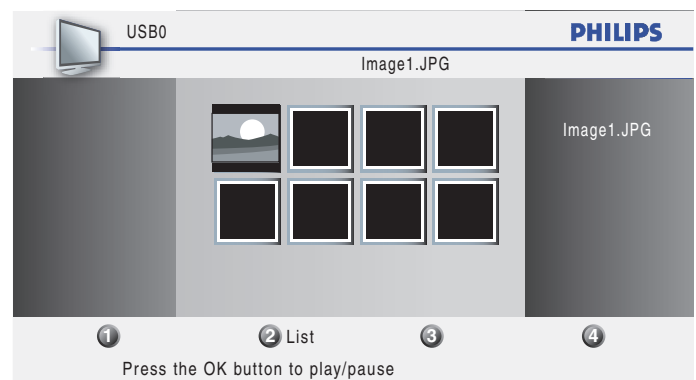 USB0
PHILIPS
Image1.JPG
Image1.JPG
1
2 List
3
4
Press the OK button to play/pause